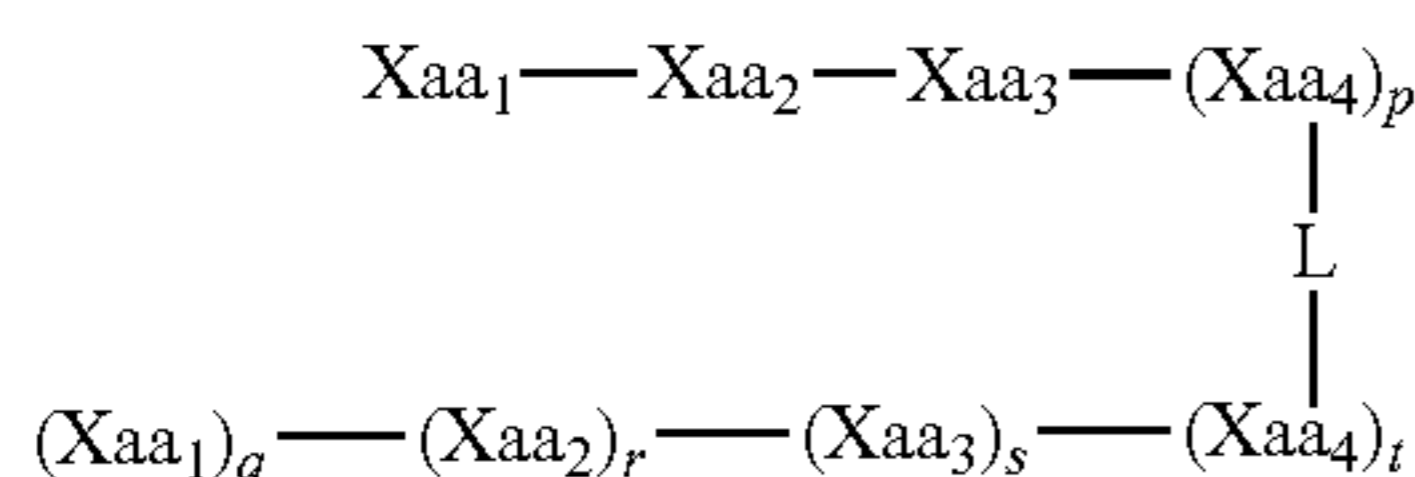 Xaa₁—Xaa₂—Xaa₃—(Xaa₄)ₚ
L
(Xaa₁)q—(Xaa₂)ᵣ—(Xaa₃)ₛ—(Xaa₄)ₜ